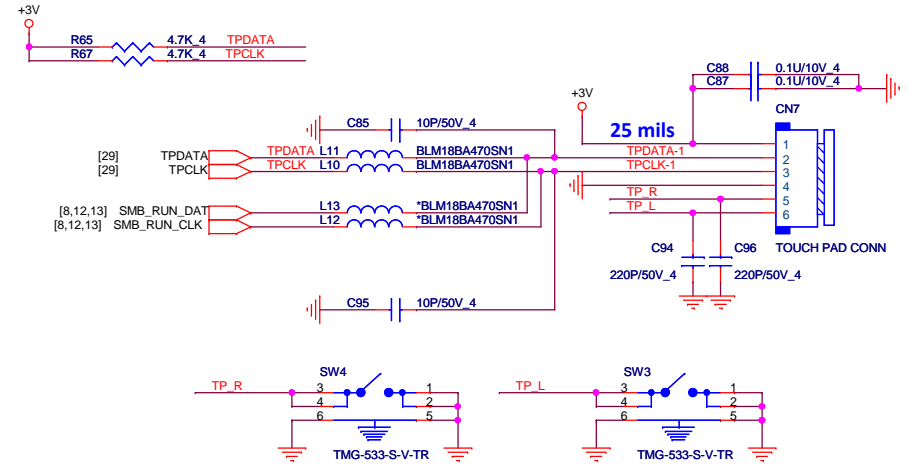 +3V
R65 4.7K_4 TPDATA
R67 4.7K_4 TPCLK
C88 0.1U/10V_4
C87 0.1U/10V_4
+3V
CN7
C85 10P/50V_4
25 mils
1
[29] TPDATA TPDATA L11 BLM18BA470SN1 TPDATA-1 2
[29] TPCLK TPCLK L10 BLM18BA470SN1 TPCLK-1 3
4
TP_R 5
[8,12,13] SMB_RUN_DAT L13 *BLM18BA470SN1 TP_L 6
[8,12,13] SMB_RUN_CLK L12 *BLM18BA470SN1
C94 C96 TOUCH PAD CONN
220P/50V_4 220P/50V_4
C95 10P/50V_4
SW4 SW3
TP_R 3 1 TP_L 3 1
4 2 4 2
6 5 6 5
TMG-533-S-V-TR TMG-533-S-V-TR